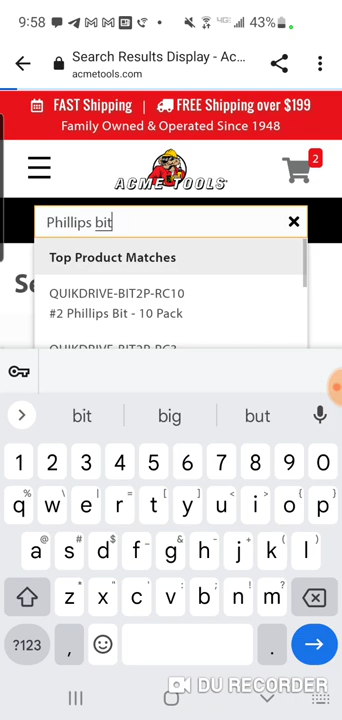 9:58 4G 43%
Search Results Display - Ac...
acmetools.com
FAST Shipping | FREE Shipping over $199
Family Owned & Operated Since 1948
ACME TOOLS
2
Phillips bit
Se
Top Product Matches
QUIKDRIVE-BIT2P-RC10
#2 Phillips Bit - 10 Pack
QUIKDRIVE-BIT2P-RC3
bit big but
1 2 3 4 5 6 7 8 9 0
% \ | = [ ] < > { }
q w e r t y u i o p
@ # $ _ & - + ( )
a s d f g h j k l
* " ' : ; ! ?
z x c v b n m
?123 , .
DU RECORDER